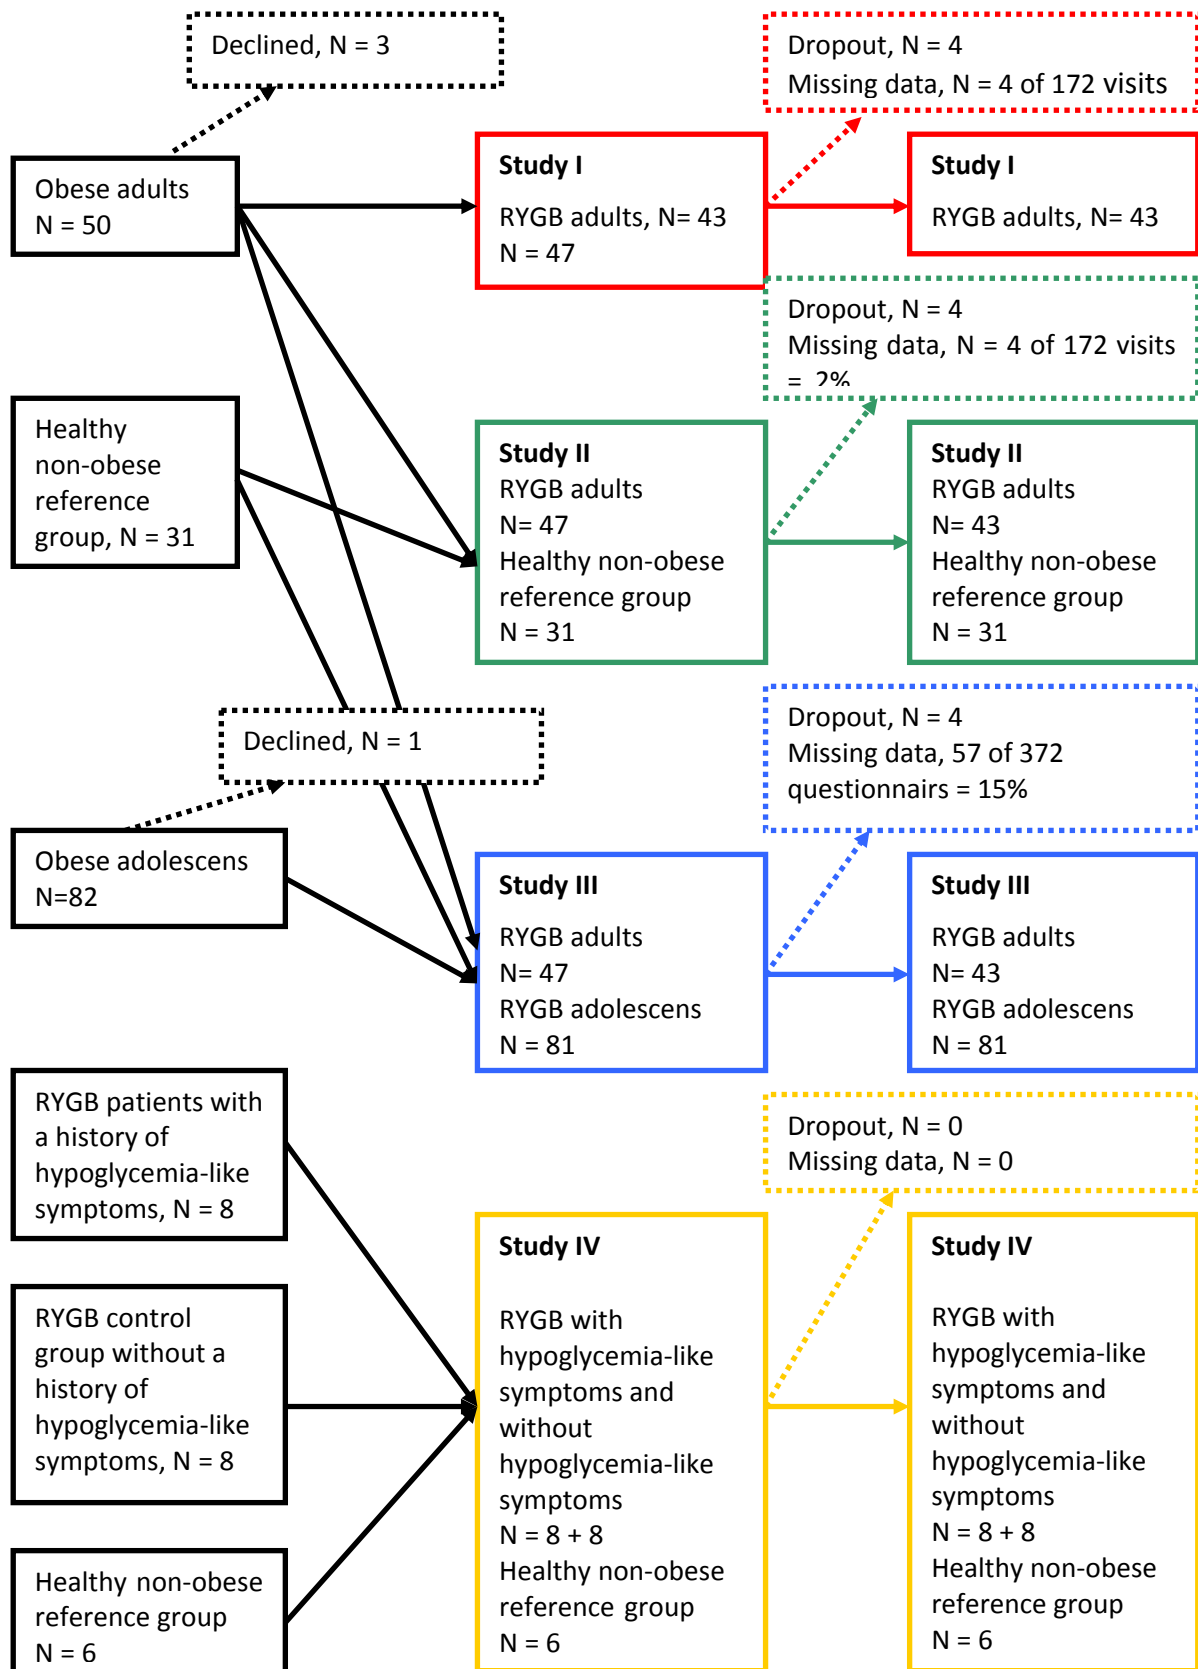 Declined, N = 3
Dropout, N = 4
Missing data, N = 4 of 172 visits
Obese adults
N = 50
Study I
RYGB adults, N= 43
N = 47
Study I
RYGB adults, N= 43
Dropout, N = 4
Missing data, N = 4 of 172 visits
= 2%
Healthy
non-obese
reference
group, N = 31
Study II
RYGB adults
N= 47
Healthy non-obese
reference group
N = 31
Study II
RYGB adults
N= 43
Healthy non-obese
reference group
N = 31
Declined, N = 1
Dropout, N = 4
Missing data, 57 of 372
questionnairs = 15%
Obese adolescens
N=82
Study III
RYGB adults
N= 47
RYGB adolescens
N = 81
Study III
RYGB adults
N= 43
RYGB adolescens
N = 81
RYGB patients with
a history of
hypoglycemia-like
symptoms, N = 8
Dropout, N = 0
Missing data, N = 0
RYGB control
group without a
history of
hypoglycemia-like
symptoms, N = 8
Healthy non-obese
reference group
N = 6
Study IV
RYGB with
hypoglycemia-like
symptoms and
without
hypoglycemia-like
symptoms
N = 8 + 8
Healthy non-obese
reference group
N = 6
Study IV
RYGB with
hypoglycemia-like
symptoms and
without
hypoglycemia-like
symptoms
N = 8 + 8
Healthy non-obese
reference group
N = 6